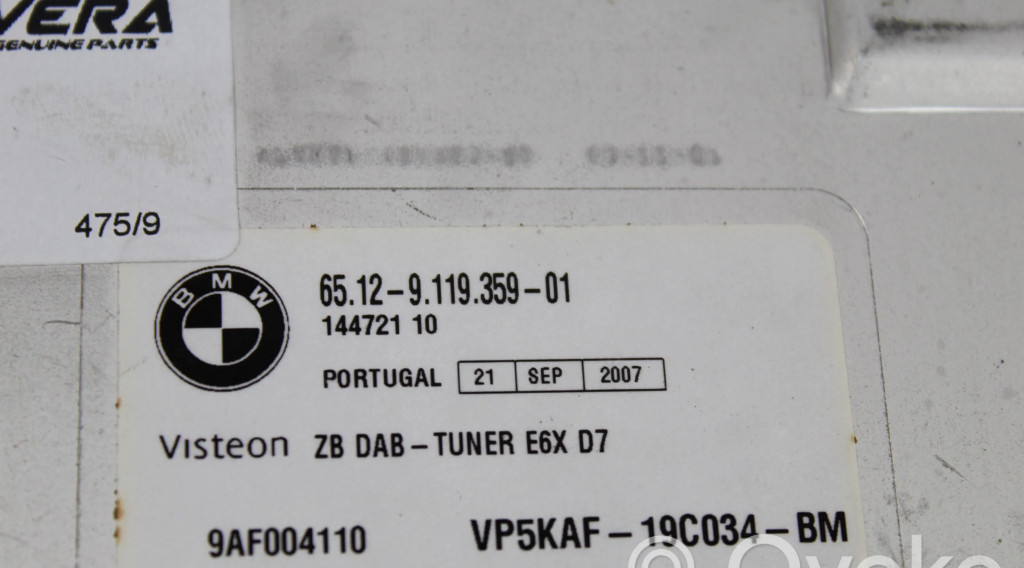 VERA
GENUINE PARTS
475/9
BMW
65.12-9.119.359-01
144721 10
PORTUGAL 21 SEP 2007
Visteon ZB DAB-TUNER E6X D7
9AF004110 VP5KAF-19C034-BM